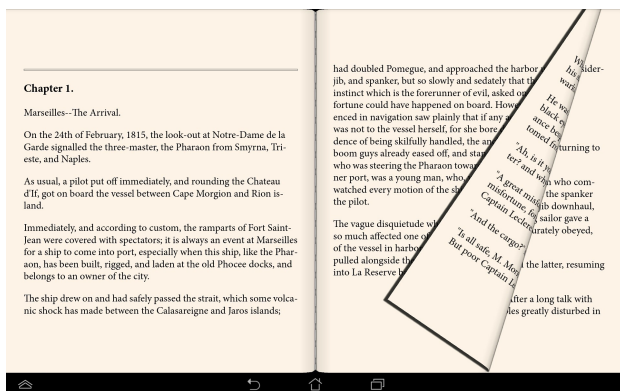 Chapter 1.
Marseilles--The Arrival.
On the 24th of February, 1815, the look-out at Notre-Dame de la
Garde signalled the three-master, the Pharaon from Smyrna, Tri-
este, and Naples.
As usual, a pilot put off immediately, and rounding the Chateau
d'If, got on board the vessel between Cape Morgion and Rion is-
land.
Immediately, and according to custom, the ramparts of Fort Saint-
Jean were covered with spectators; it is always an event at Marseilles
for a ship to come into port, especially when this ship, like the Phar-
aon, has been built, rigged, and laden at the old Phocee docks, and
belongs to an owner of the city.
The ship drew on and had safely passed the strait, which some volca-
nic shock has made between the Calasareigne and Jaros islands;
had doubled Pomegue, and approached the harbor
jib, and spanker, but so slowly and sedately that
instinct which is the forerunner of evil, asked
fortune could have happened on board.
enced in navigation saw plainly that if any
was not to the vessel herself, for she bore
dence of being skilfully handled, the
boom guys already eased off, and
who was steering the Pharaon
ner port, was a young man, who,
watched every motion of the
the pilot.
The vague disquietude
so much affected one
of the vessel in
pulled alongside
into La Reserve
his
He
black
tomed
"Ah, is it
ter? and
"A great
misfortune,
Captain
"And the cargo?"
"Is all safe, M.
But poor Captain
turning to
who com-
the spanker
jib downhaul,
sailor gave a
obeyed,
the latter, resuming
After a long talk with
greatly disturbed in